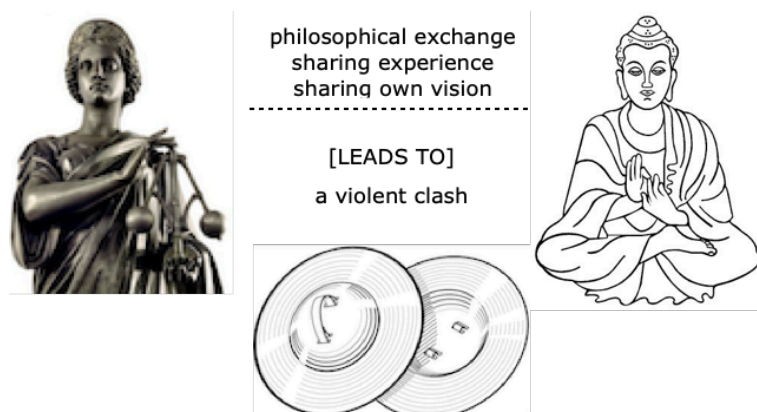 philosophical exchange
sharing experience
sharing own vision
[LEADS TO]
a violent clash